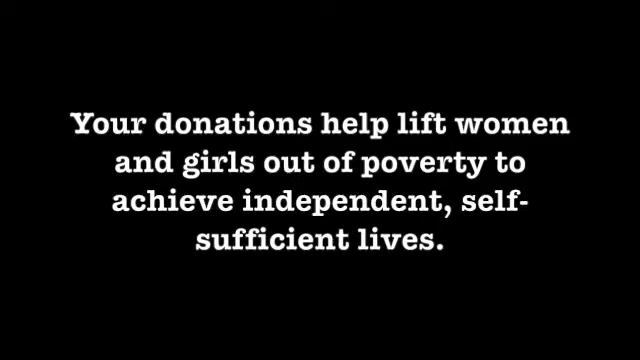 Your donations help lift women
and girls out of poverty to
achieve independent, self-
sufficient lives.